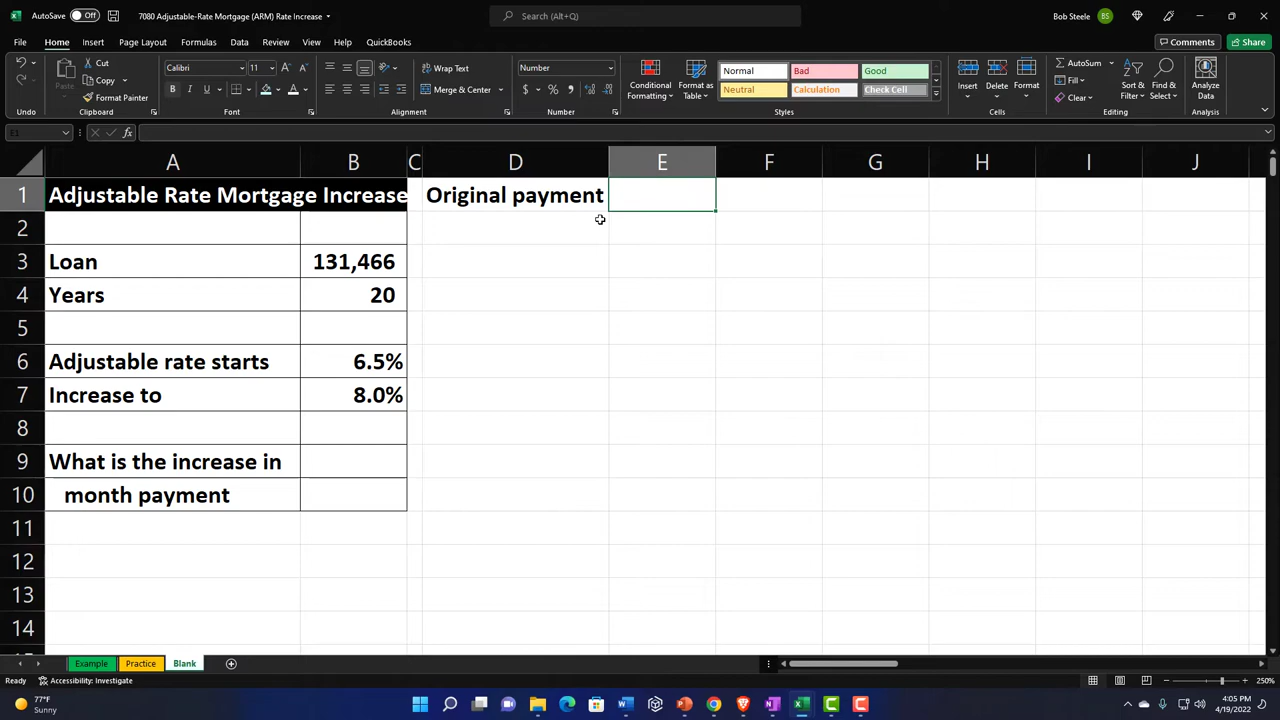 AutoSave Off 7080 Adjustable-Rate Mortgage (ARM) Rate Increase Search (Alt+Q) Bob Steele BS
File Home Insert Page Layout Formulas Data Review View Help QuickBooks Comments Share
Cut Calibri 11 Wrap Text Number Normal Bad Good AutoSum
Copy Fill
Paste Format Painter B I U Merge & Center $ % Conditional Formatting Format as Table Neutral Calculation Check Cell Insert Delete Format Clear Sort & Filter Find & Select Analyze Data
Undo Clipboard Font Alignment Number Styles Cells Editing Analysis
E1 fx
A B C D E F G H I J
1 Adjustable Rate Mortgage Increase Original payment
2
3 Loan 131,466
4 Years 20
5
6 Adjustable rate starts 6.5%
7 Increase to 8.0%
8
9 What is the increase in
10 month payment
11
12
13
14
Example Practice Blank
Ready Accessibility: Investigate 250%
77°F
Sunny
4:05 PM
4/19/2022